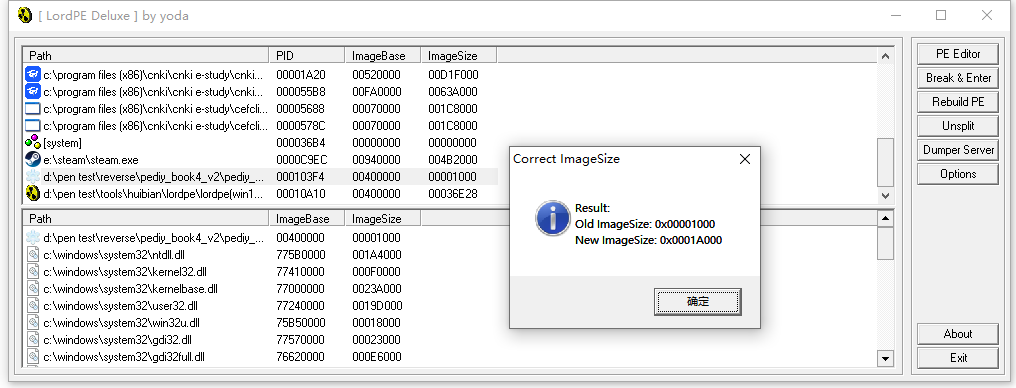 [ LordPE Deluxe ] by yoda
Path PID ImageBase ImageSize
c:\program files (x86)\cnki\cnki e-study\cnki... 00001A20 00520000 00D1F000
c:\program files (x86)\cnki\cnki e-study\cnki... 000055B8 00FA0000 0063A000
c:\program files (x86)\cnki\cnki e-study\cefcli... 00005688 00070000 001C8000
c:\program files (x86)\cnki\cnki e-study\cefcli... 0000578C 00070000 001C8000
[system] 000036B4 00000000 00000000
e:\steam\steam.exe 0000C9EC 00940000 004B2000
d:\pen test\reverse\pediy_book4_v2\pediy_... 000103F4 00400000 00001000
d:\pen test\tools\huibian\lordpe\lordpe(win1... 00010A10 00400000 00036E28
Path ImageBase ImageSize
d:\pen test\reverse\pediy_book4_v2\pediy_... 00400000 00001000
c:\windows\system32\ntdll.dll 775B0000 001A4000
c:\windows\system32\kernel32.dll 77410000 000F0000
c:\windows\system32\kernelbase.dll 77000000 0023A000
c:\windows\system32\user32.dll 77240000 0019D000
c:\windows\system32\win32u.dll 75B50000 00018000
c:\windows\system32\gdi32.dll 77570000 00023000
c:\windows\system32\gdi32full.dll 76620000 000E6000
Correct ImageSize
Result:
Old ImageSize: 0x00001000
New ImageSize: 0x0001A000
确定
PE Editor
Break & Enter
Rebuild PE
Unsplit
Dumper Server
Options
About
Exit